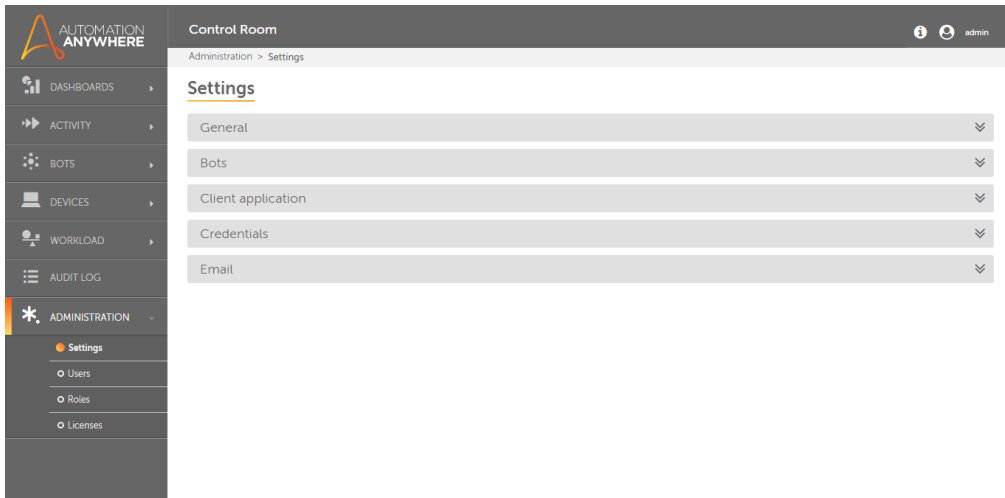 AUTOMATION
ANYWHERE
Control Room
admin
Administration > Settings
DASHBOARDS
ACTIVITY
BOTS
DEVICES
WORKLOAD
AUDIT LOG
ADMINISTRATION
Settings
Users
Roles
Licenses
Settings
General
Bots
Client application
Credentials
Email